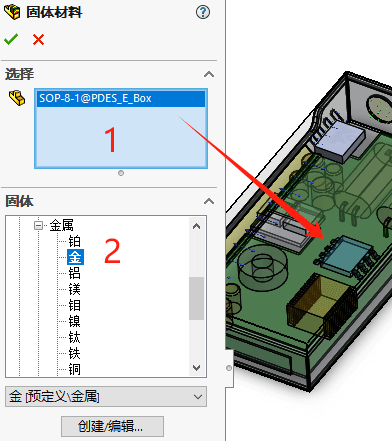 固体材料
选择
SOP-8-1@PDES_E_Box
1
固体
金属
铂
金
2
铝
镁
钼
镍
钛
铁
铜
金 [预定义\金属]
创建/编辑...